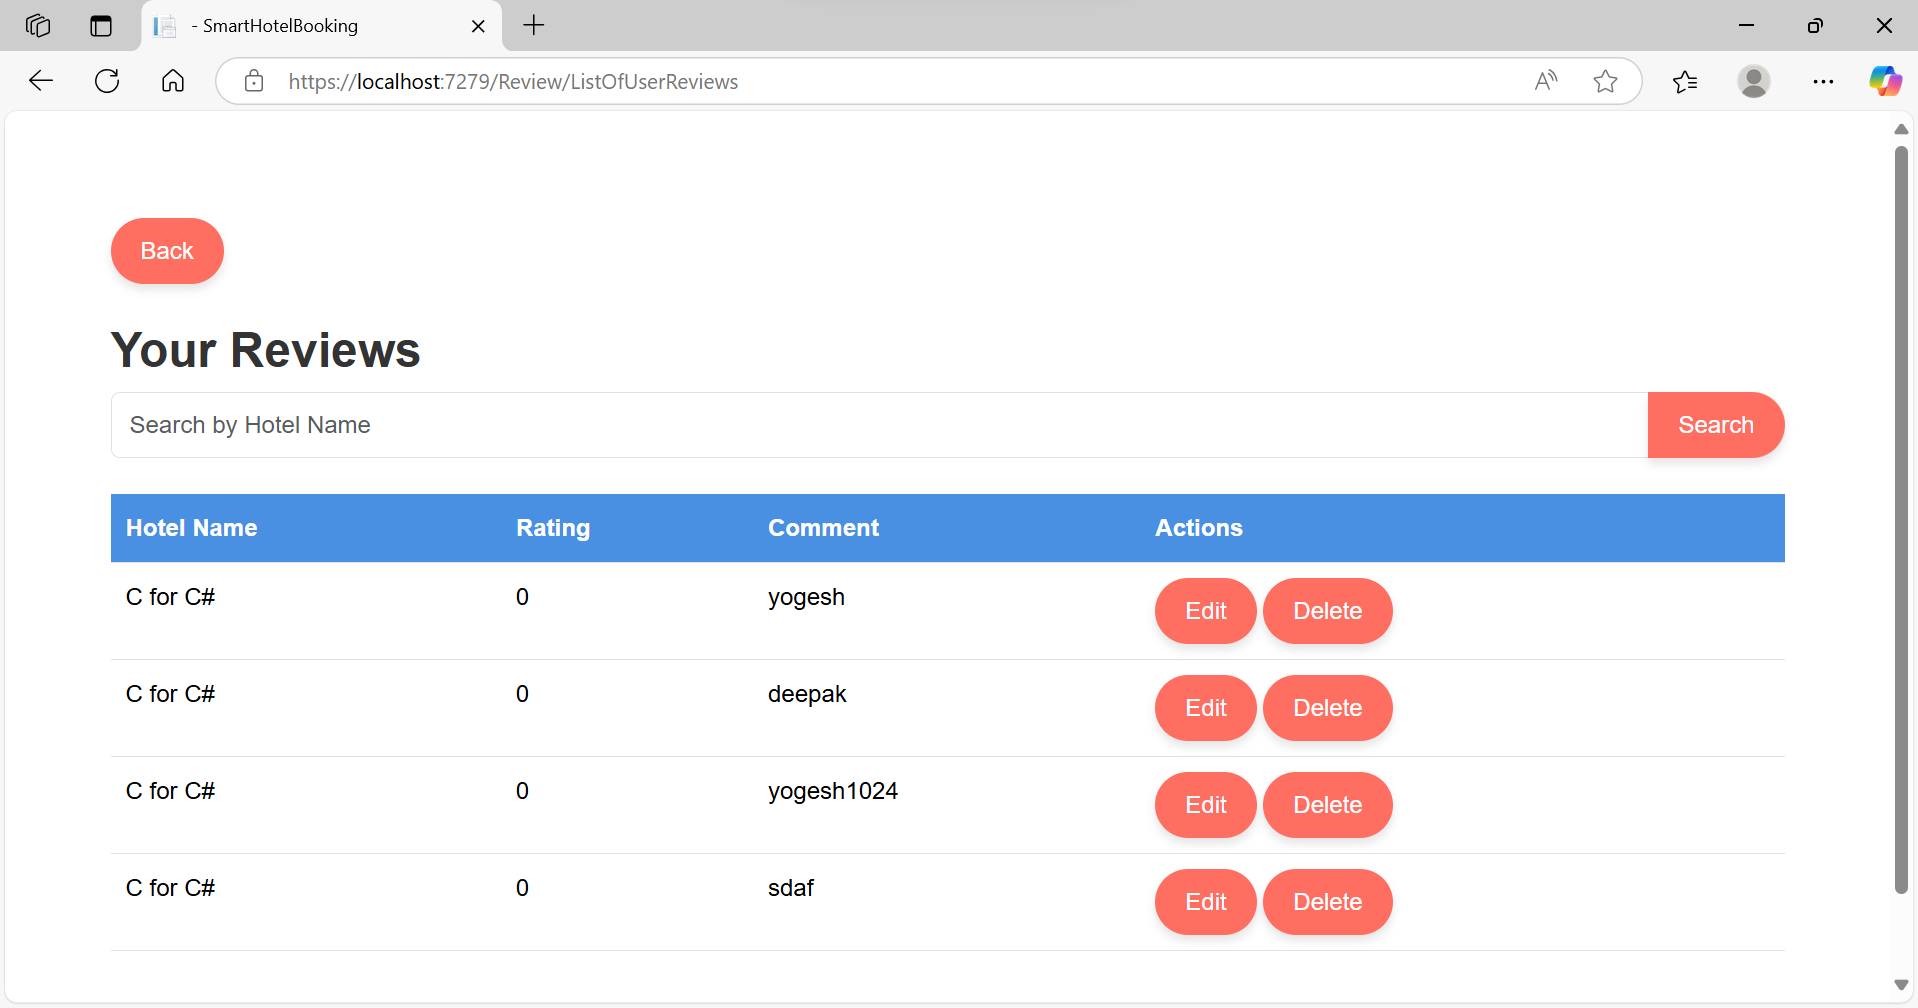 - SmartHotelBooking
https://localhost:7279/Review/ListOfUserReviews
Back
Your Reviews
Search by Hotel Name
Search
Hotel Name Rating Comment Actions
C for C# 0 yogesh Edit Delete
C for C# 0 deepak Edit Delete
C for C# 0 yogesh1024 Edit Delete
C for C# 0 sdaf Edit Delete